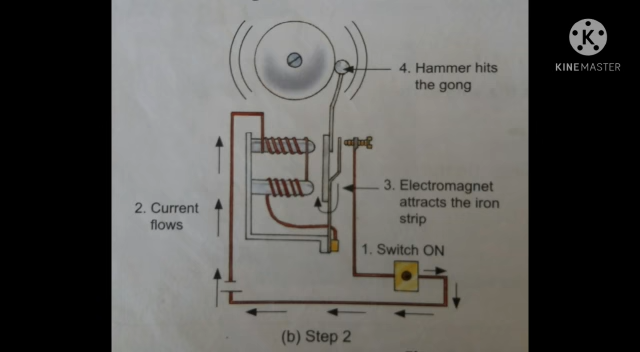 K
KINEMASTER
4. Hammer hits
the gong
3. Electromagnet
attracts the iron
strip
2. Current
flows
1. Switch ON
(b) Step 2